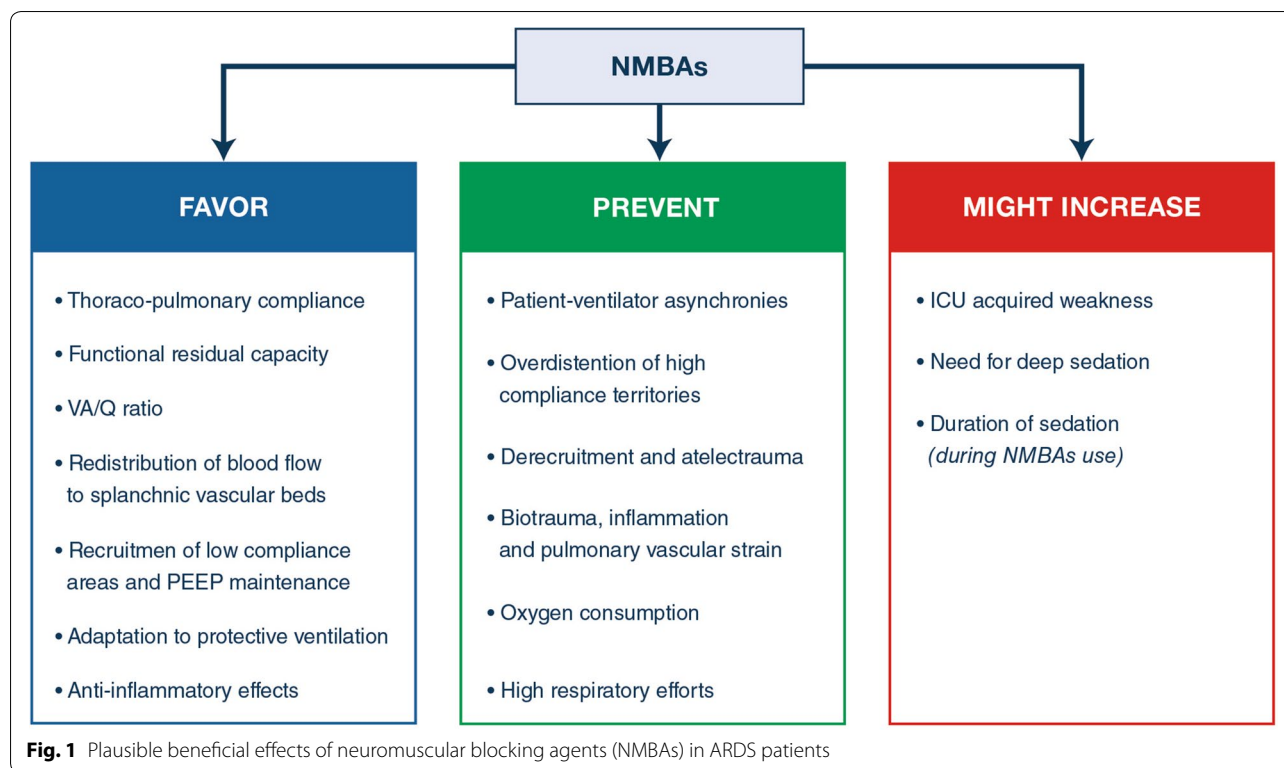 NMBAs
FAVOR
• Thoraco-pulmonary compliance
• Functional residual capacity
• VA/Q ratio
• Redistribution of blood flow
to splanchnic vascular beds
• Recruitmen of low compliance
areas and PEEP maintenance
• Adaptation to protective ventilation
• Anti-inflammatory effects
PREVENT
• Patient-ventilator asynchronies
• Overdistention of high
compliance territories
• Derecruitment and atelectrauma
• Biotrauma, inflammation
and pulmonary vascular strain
• Oxygen consumption
• High respiratory efforts
MIGHT INCREASE
• ICU acquired weakness
• Need for deep sedation
• Duration of sedation
(during NMBAs use)
Fig. 1 Plausible beneficial effects of neuromuscular blocking agents (NMBAs) in ARDS patients